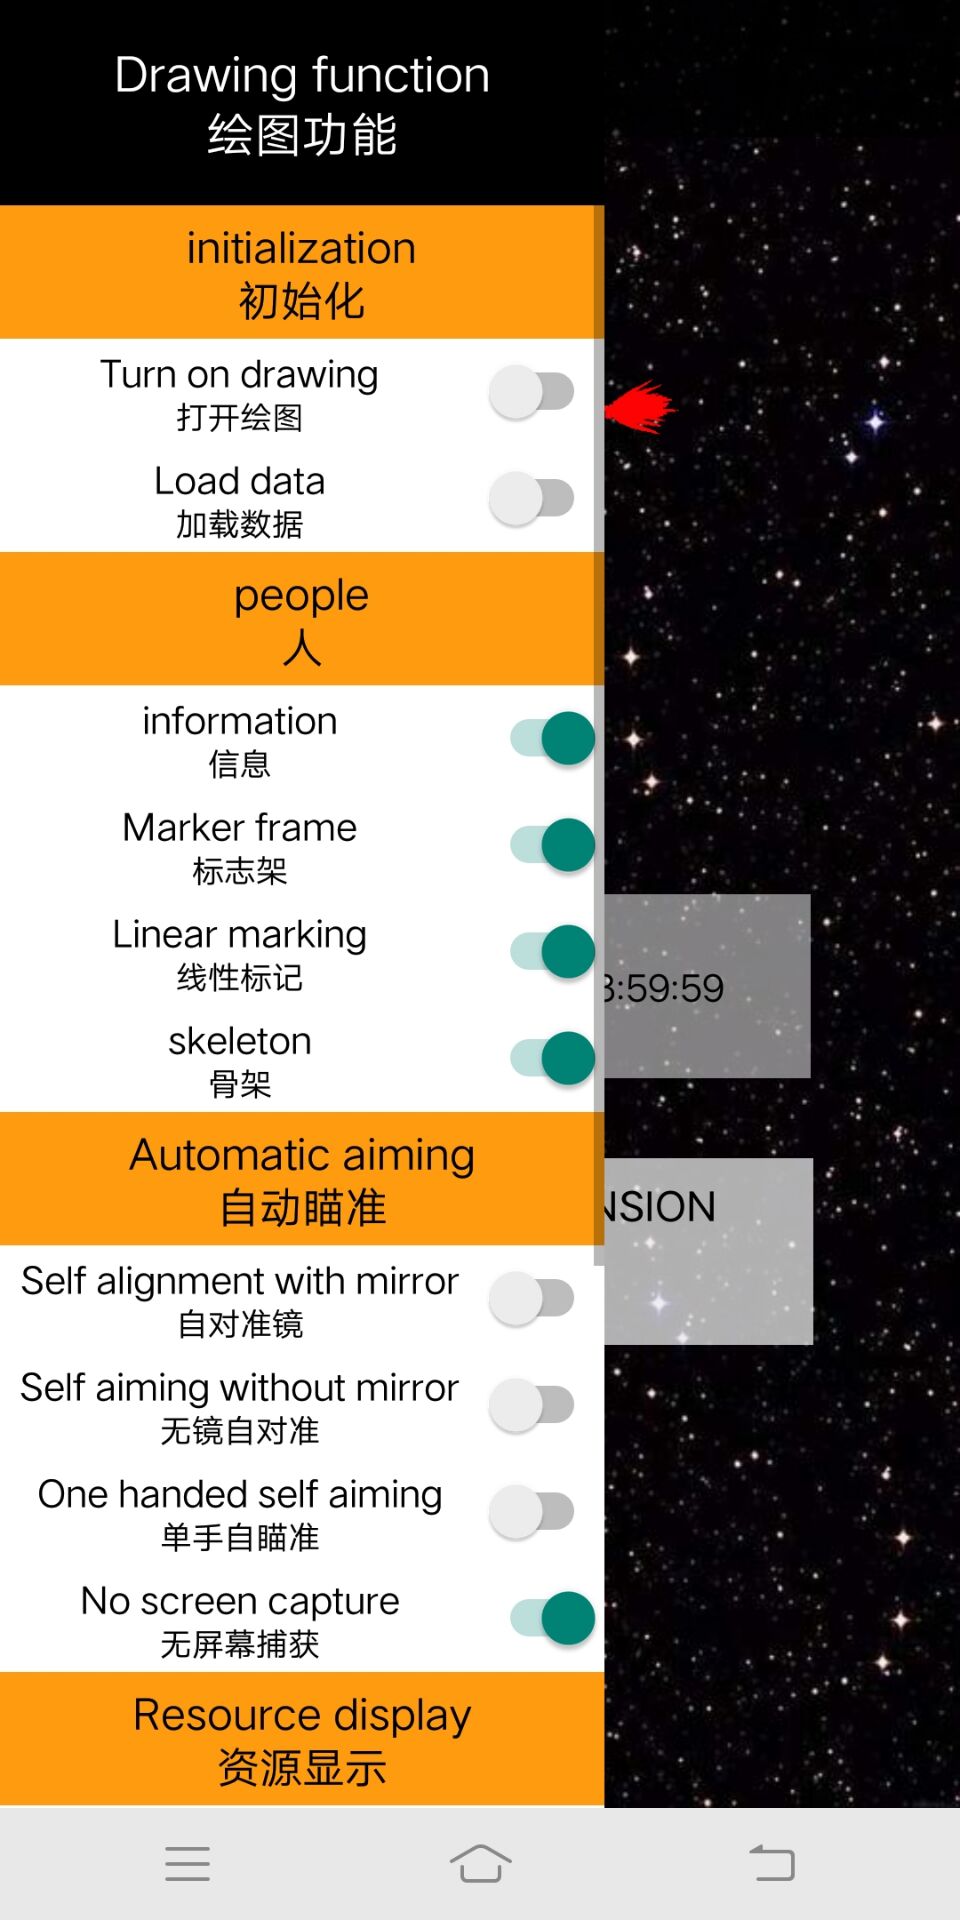 Drawing function
绘图功能
initialization
初始化
Turn on drawing
打开绘图
Load data
加载数据
people
人
information
信息
Marker frame
标志架
Linear marking
线性标记
:59:59
skeleton
骨架
Automatic aiming
自动瞄准
NSION
Self alignment with mirror
自对准镜
Self aiming without mirror
无镜自对准
One handed self aiming
单手自瞄准
No screen capture
无屏幕捕获
Resource display
资源显示